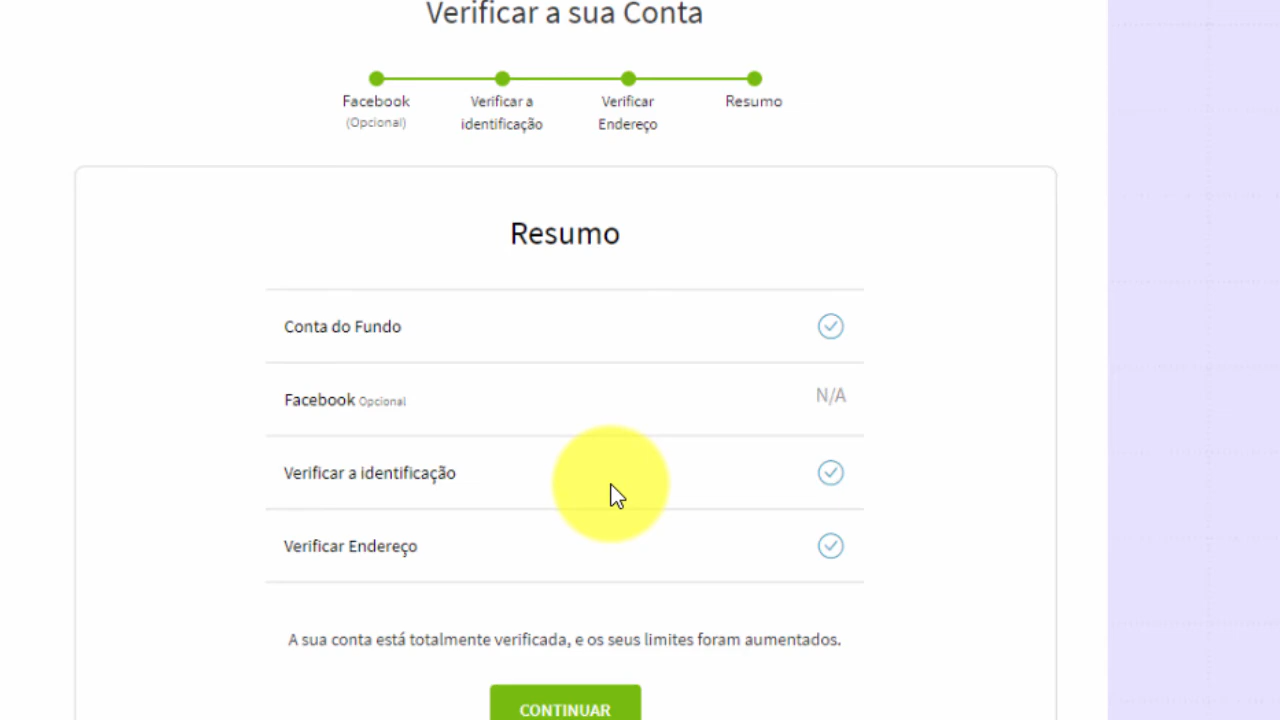 Verificar a sua Conta
Facebook
(Opcional)
Verificar a
identificação
Verificar
Endereço
Resumo
Resumo
Conta do Fundo
Facebook Opcional
N/A
Verificar a identificação
Verificar Endereço
A sua conta está totalmente verificada, e os seus limites foram aumentados.
CONTINUAR